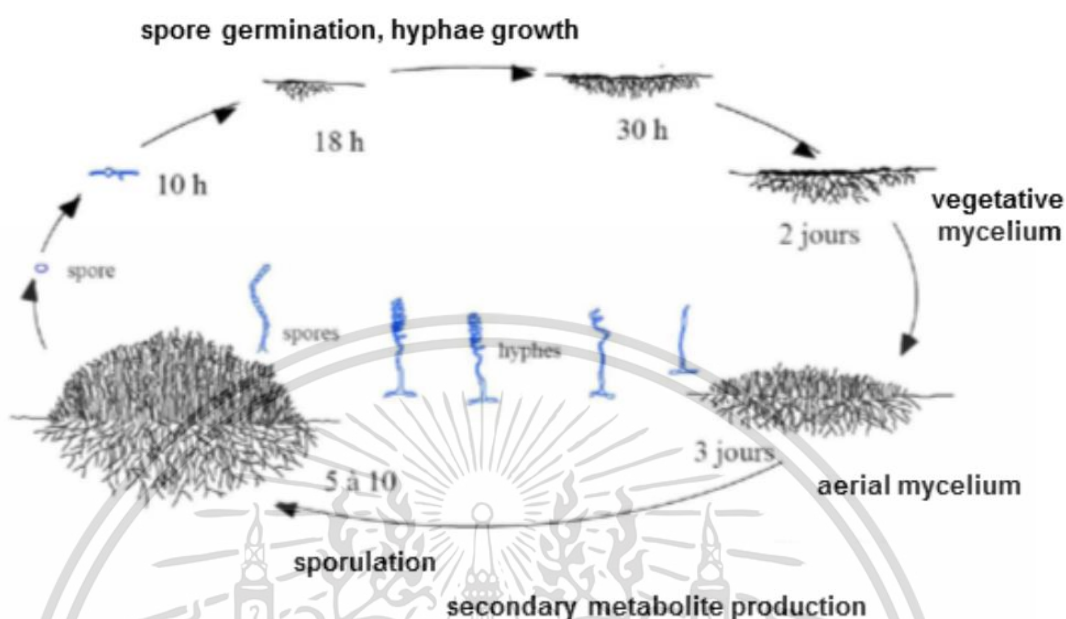 spore germination, hyphae growth
18 h
30 h
10 h
2 jours
vegetative
mycelium
spore
spores
hyphes
3 jours
aerial mycelium
5 à 10
sporulation
secondary metabolite production